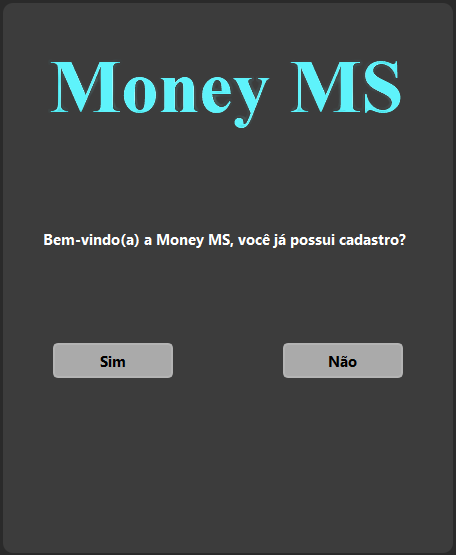 Money MS
Bem-vindo(a) a Money MS, você já possui cadastro?
Sim
Não